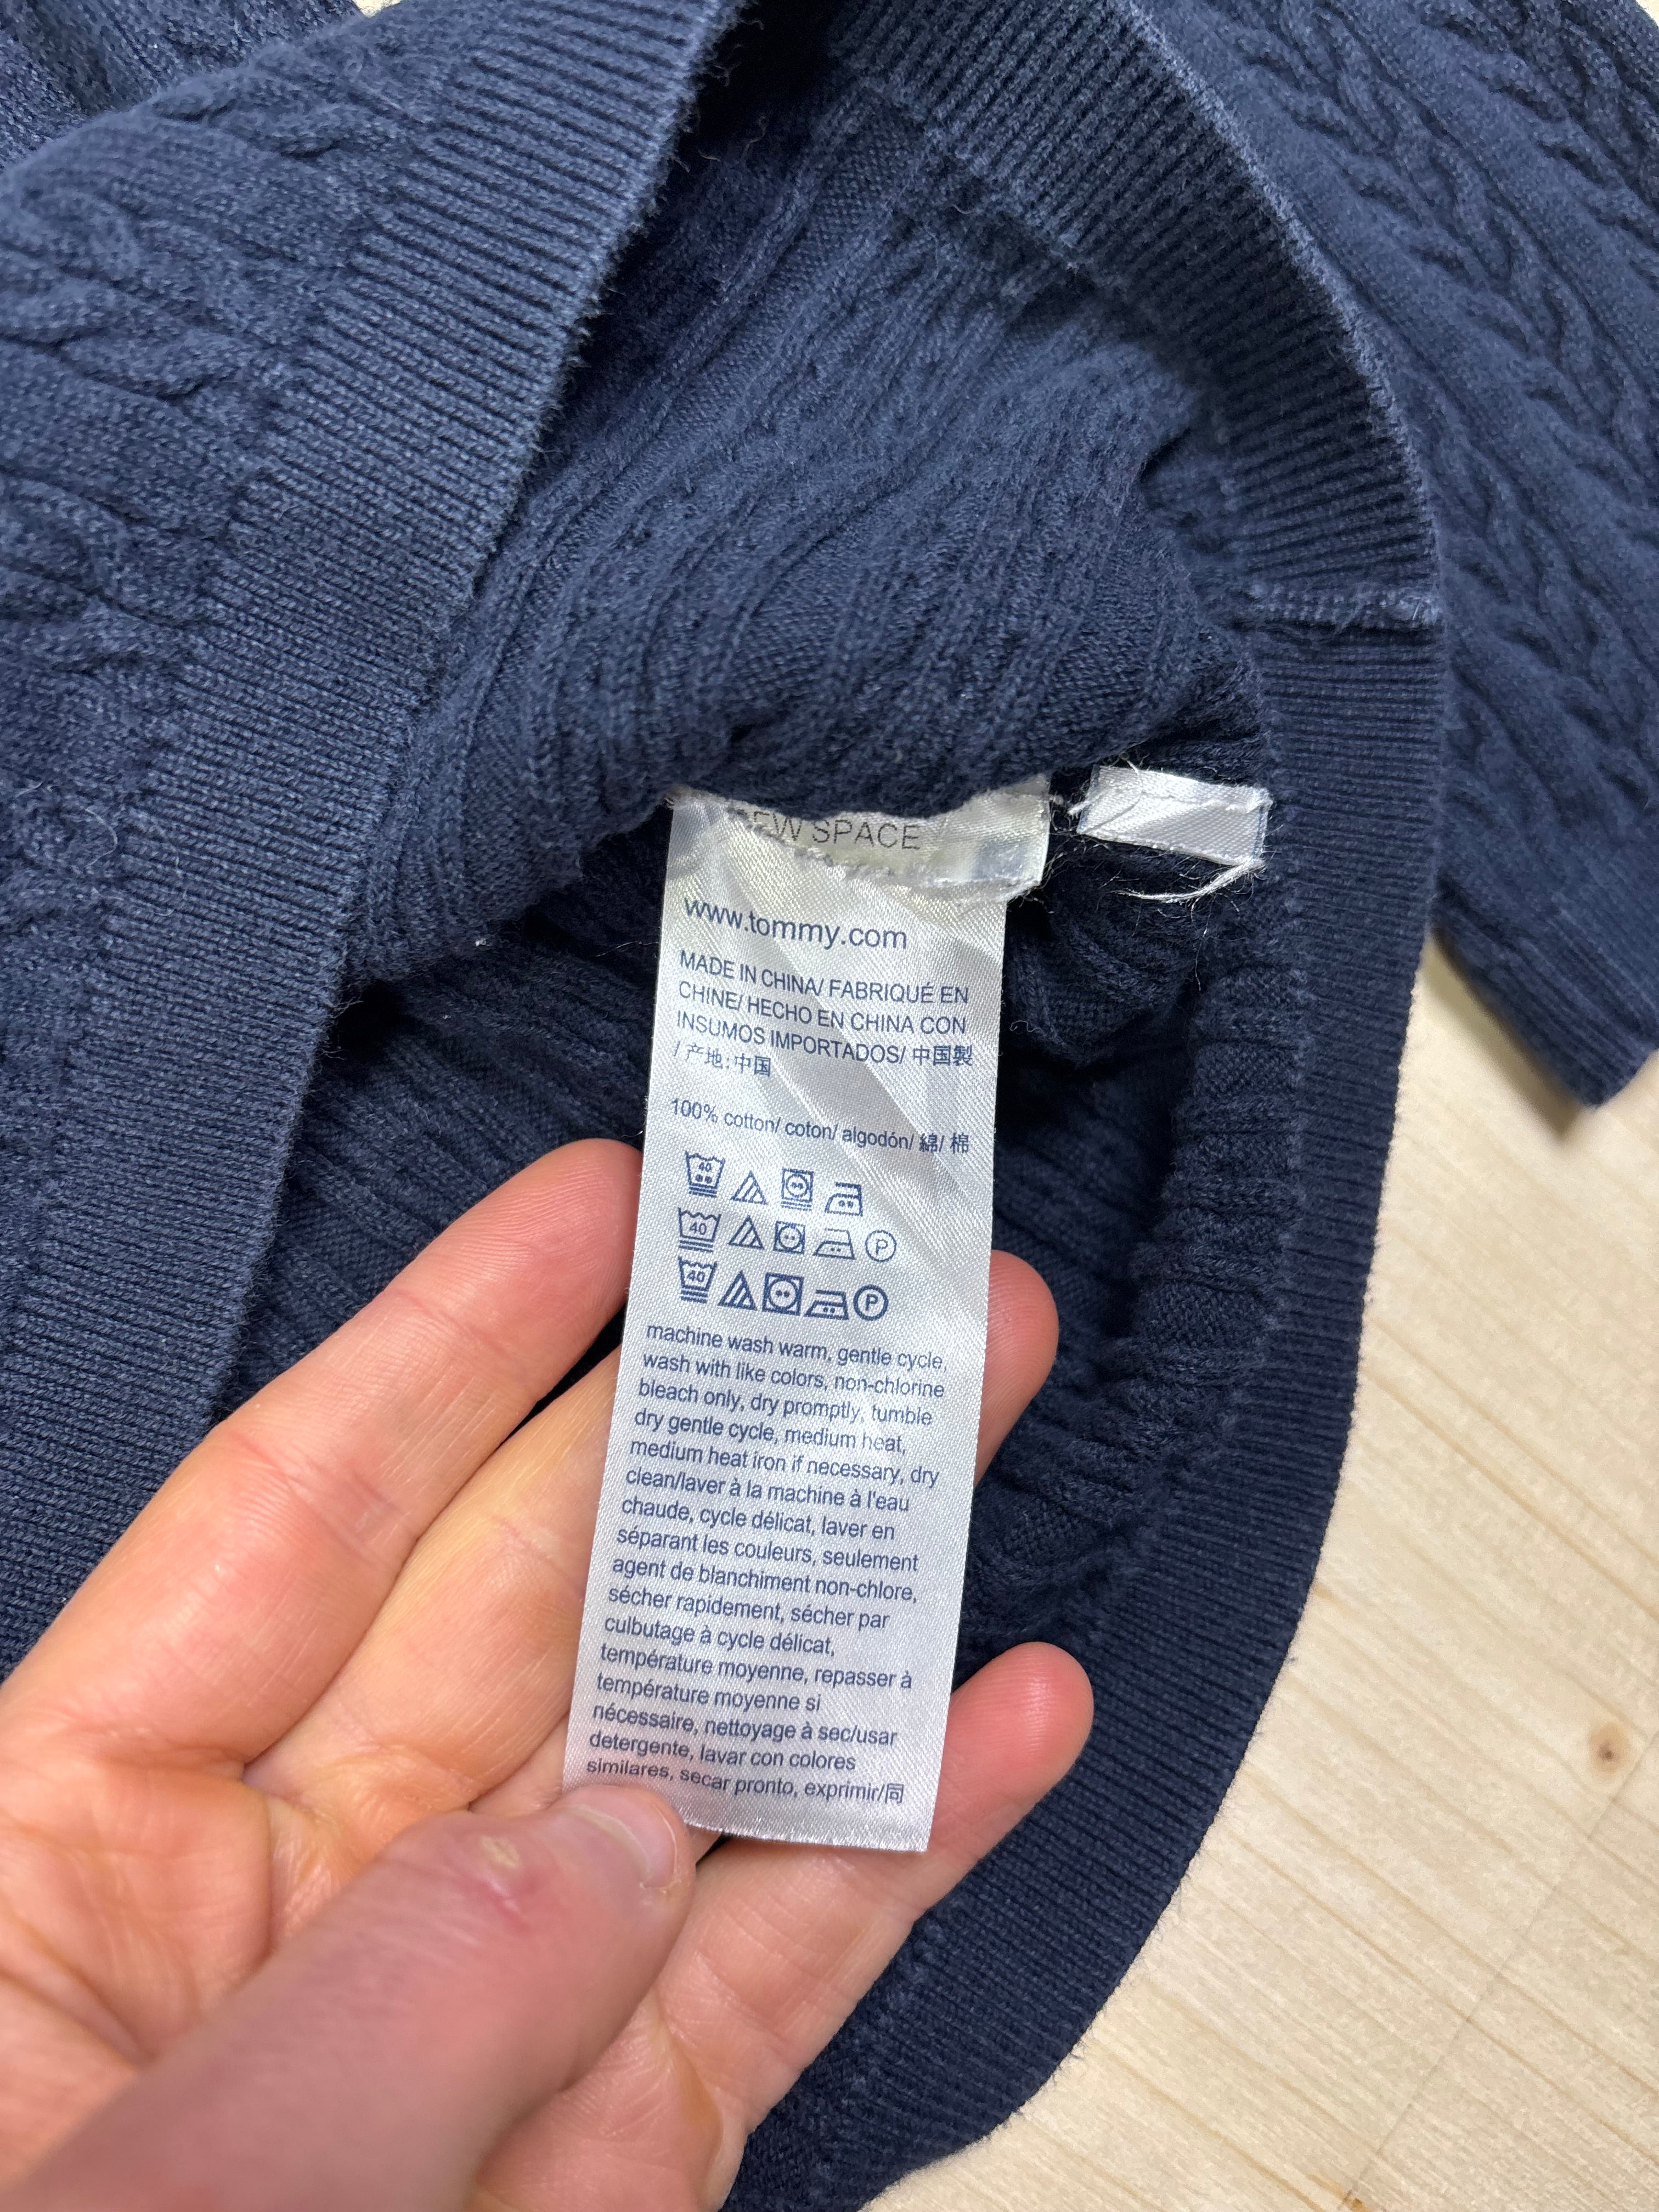 SPACE
www.tommy.com
MADE IN CHINA/ FABRIQUÉ EN
CHINE/ HECHO EN CHINA CON
INSUMOS IMPORTADOS/ 中国製
/ 产地:中国
100% cotton/ coton/ algodón/ 綿/ 棉
40
40 P
40 P
machine wash warm, gentle cycle,
wash with like colors, non-chlorine
bleach only, dry promptly, tumble
dry gentle cycle, medium heat,
medium heat iron if necessary, dry
clean/laver à la machine à l'eau
chaude, cycle délicat, laver en
séparant les couleurs, seulement
agent de blanchiment non-chlore,
sécher rapidement, sécher par
culbutage à cycle délicat,
température moyenne, repasser à
température moyenne si
nécessaire, nettoyage à sec/usar
detergente, lavar con colores
similares, secar pronto, exprimir/同